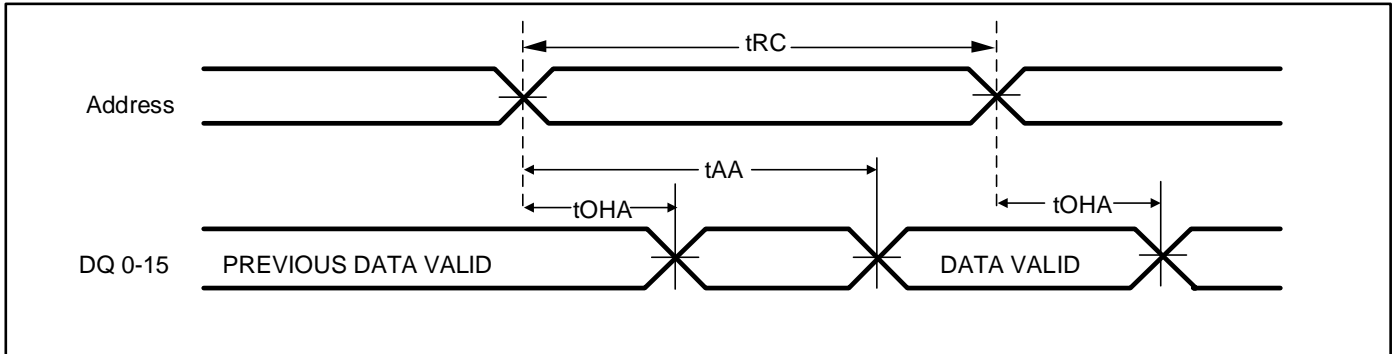 tRC
Address
tAA
tOHA
tOHA
DQ 0-15
PREVIOUS DATA VALID
DATA VALID